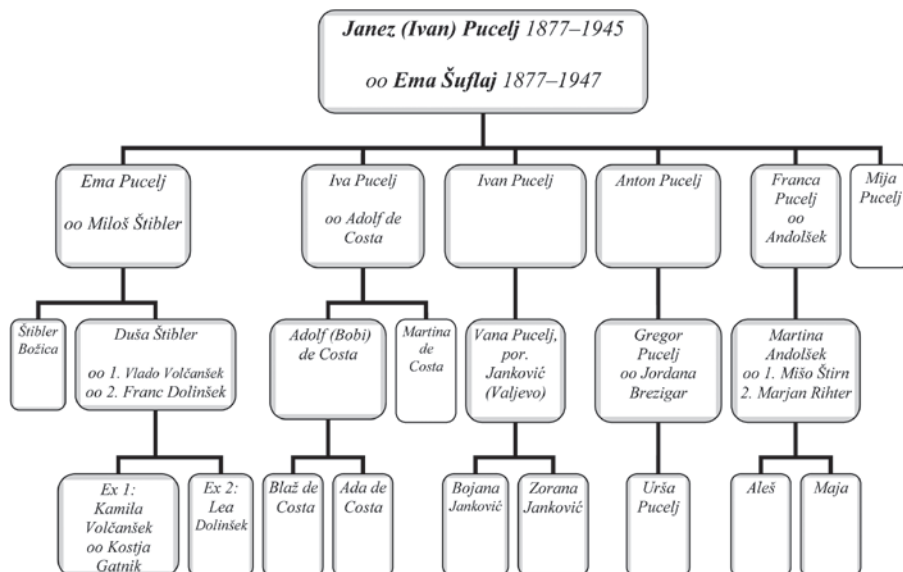 Janez (Ivan) Pucelj 1877–1945
oo Ema Šuflaj 1877–1947
Ema Pucelj
oo Miloš Štibler
Iva Pucelj
oo Adolf de
Costa
Ivan Pucelj
Anton Pucelj
Franca
Pucelj
oo
Andolšek
Mija
Pucelj
Štibler
Božica
Duša Štibler
oo 1. Vlado Volčanšek
oo 2. Franc Dolinšek
Adolf (Bobi)
de Costa
Martina
de
Costa
Vana Pucelj,
por.
Janković
(Valjevo)
Gregor
Pucelj
oo Jordana
Brezigar
Martina
Andolšek
oo 1. Mišo Štirn
2. Marjan Rihter
Ex 1:
Kamila
Volčanšek
oo Kostja
Gatnik
Ex 2:
Lea
Dolinšek
Blaž de
Costa
Ada de
Costa
Bojana
Janković
Zorana
Janković
Urša
Pucelj
Aleš
Maja